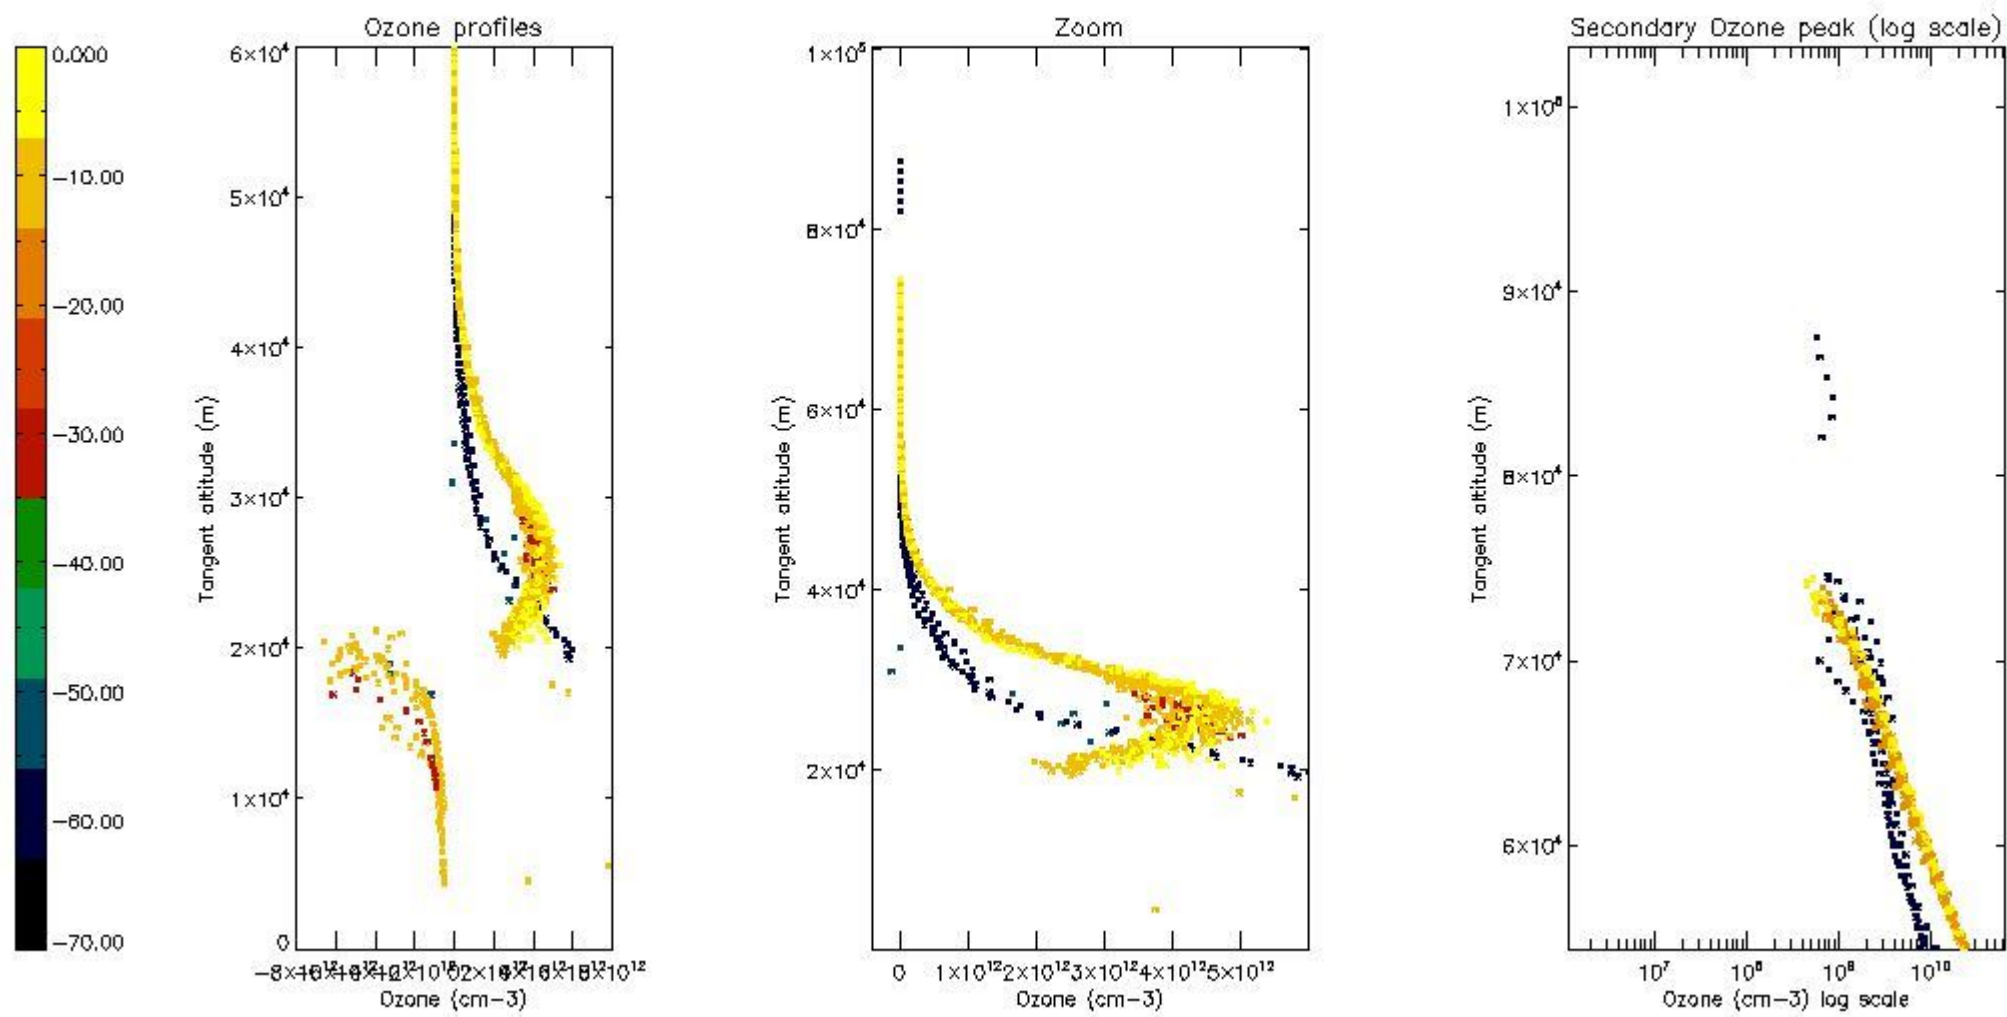 Ozone profiles
Zoom
Secondary Ozone peak (log scale)
0.000
-10.00
-20.00
-30.00
-40.00
-50.00
-60.00
-70.00
Tangent altitude (m)
6×10⁴
5×10⁴
4×10⁴
3×10⁴
2×10⁴
1×10⁴
0
Ozone (cm-3)
Tangent altitude (m)
1×10⁵
8×10⁴
6×10⁴
4×10⁴
2×10⁴
0 1×10¹² 2×10¹² 3×10¹² 4×10¹² 5×10¹²
Ozone (cm-3)
Tangent altitude (m)
9×10⁴
8×10⁴
7×10⁴
6×10⁴
10⁷ 10⁸ 10⁹ 10¹⁰
Ozone (cm-3) log scale